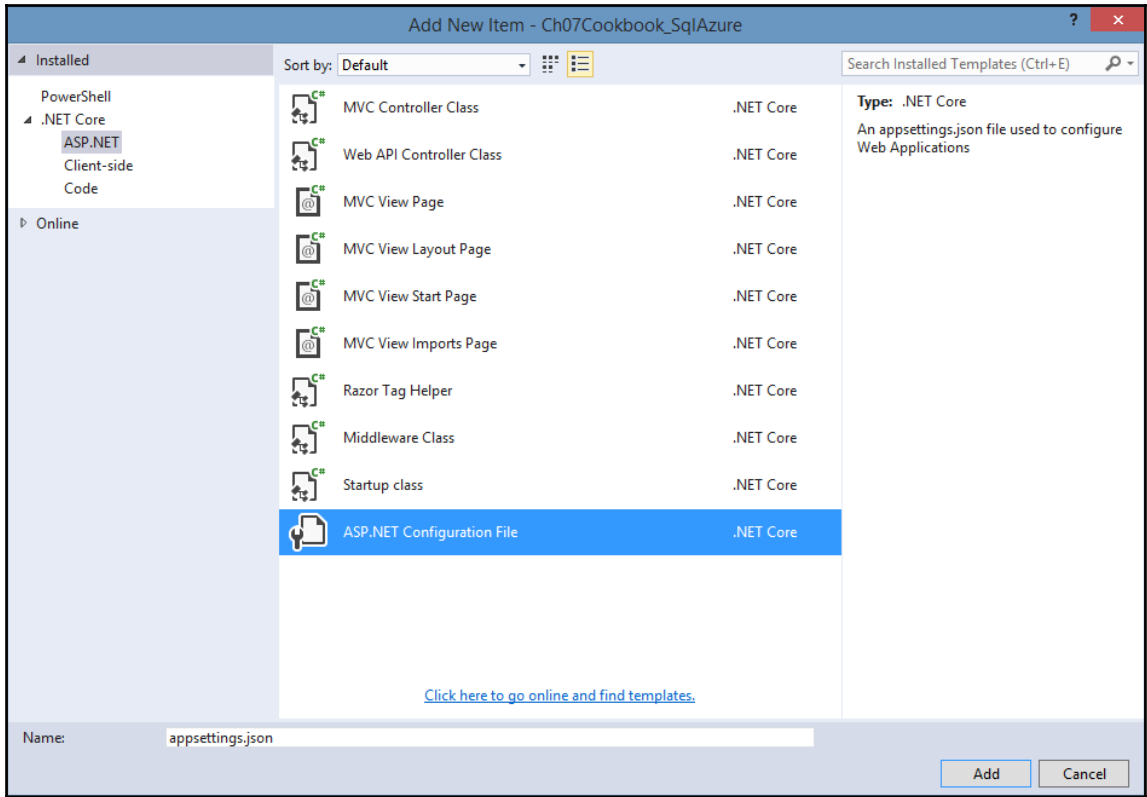 Add New Item - Ch07Cookbook_SqlAzure
?
Installed
Sort by: Default
Search Installed Templates (Ctrl+E)
PowerShell
.NET Core
ASP.NET
Client-side
Code
Online
C# MVC Controller Class .NET Core
C# Web API Controller Class .NET Core
C# @ MVC View Page .NET Core
C# @ MVC View Layout Page .NET Core
C# @ MVC View Start Page .NET Core
C# @ MVC View Imports Page .NET Core
C# Razor Tag Helper .NET Core
C# Middleware Class .NET Core
C# Startup class .NET Core
ASP.NET Configuration File .NET Core
Type: .NET Core
An appsettings.json file used to configure
Web Applications
Click here to go online and find templates.
Name: appsettings.json
Add Cancel